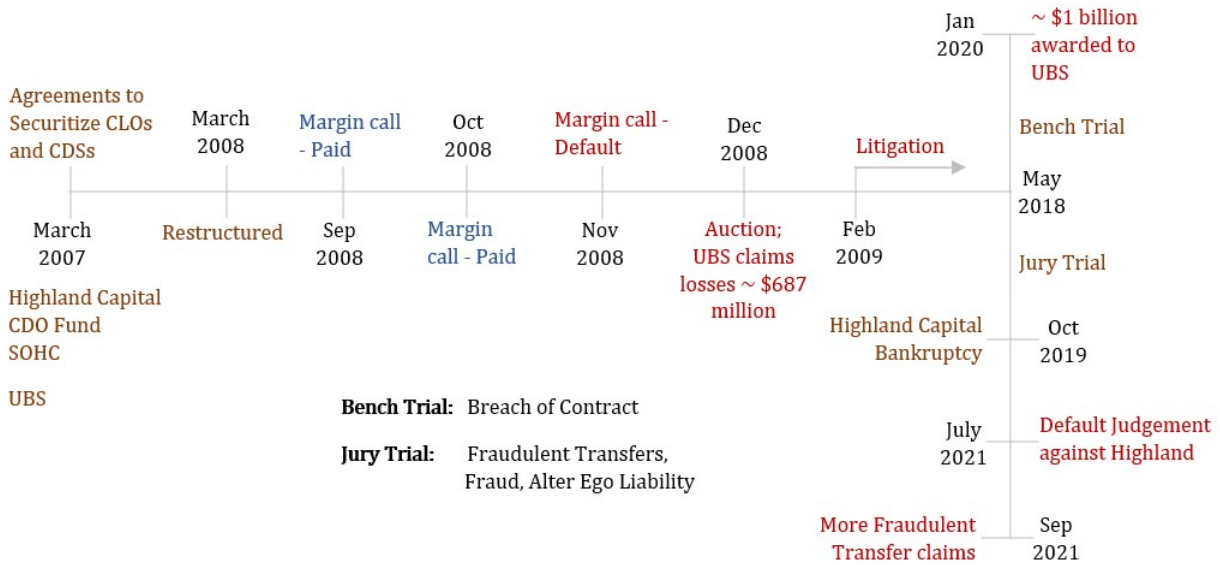 Jan
2020
~ $1 billion
awarded to
UBS
Agreements to
Securitize CLOs
and CDSs
March
2008
Margin call
- Paid
Oct
2008
Margin call -
Default
Dec
2008
Litigation
Bench Trial
May
2018
March
2007
Restructured
Sep
2008
Margin
call - Paid
Nov
2008
Auction;
UBS claims
losses ~ $687
million
Feb
2009
Jury Trial
Highland Capital
CDO Fund
SOHC
UBS
Highland Capital
Bankruptcy
Oct
2019
Bench Trial: Breach of Contract
Jury Trial: Fraudulent Transfers,
Fraud, Alter Ego Liability
July
2021
Default Judgement
against Highland
More Fraudulent
Transfer claims
Sep
2021